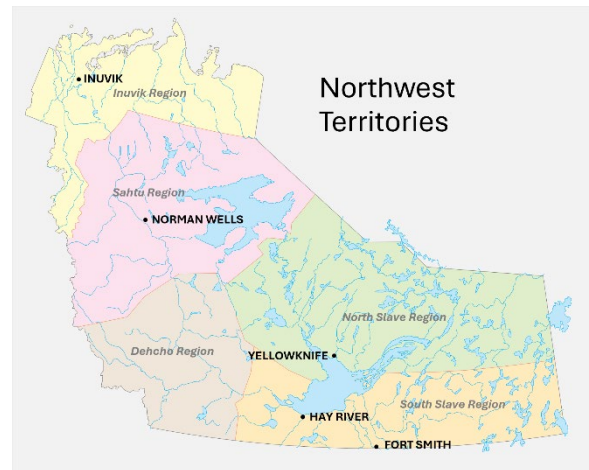 INUVIK
Inuvik Region
Northwest
Territories
Sahtu Region
NORMAN WELLS
North Slave Region
Dehcho Region
YELLOWKNIFE
South Slave Region
HAY RIVER
FORT SMITH